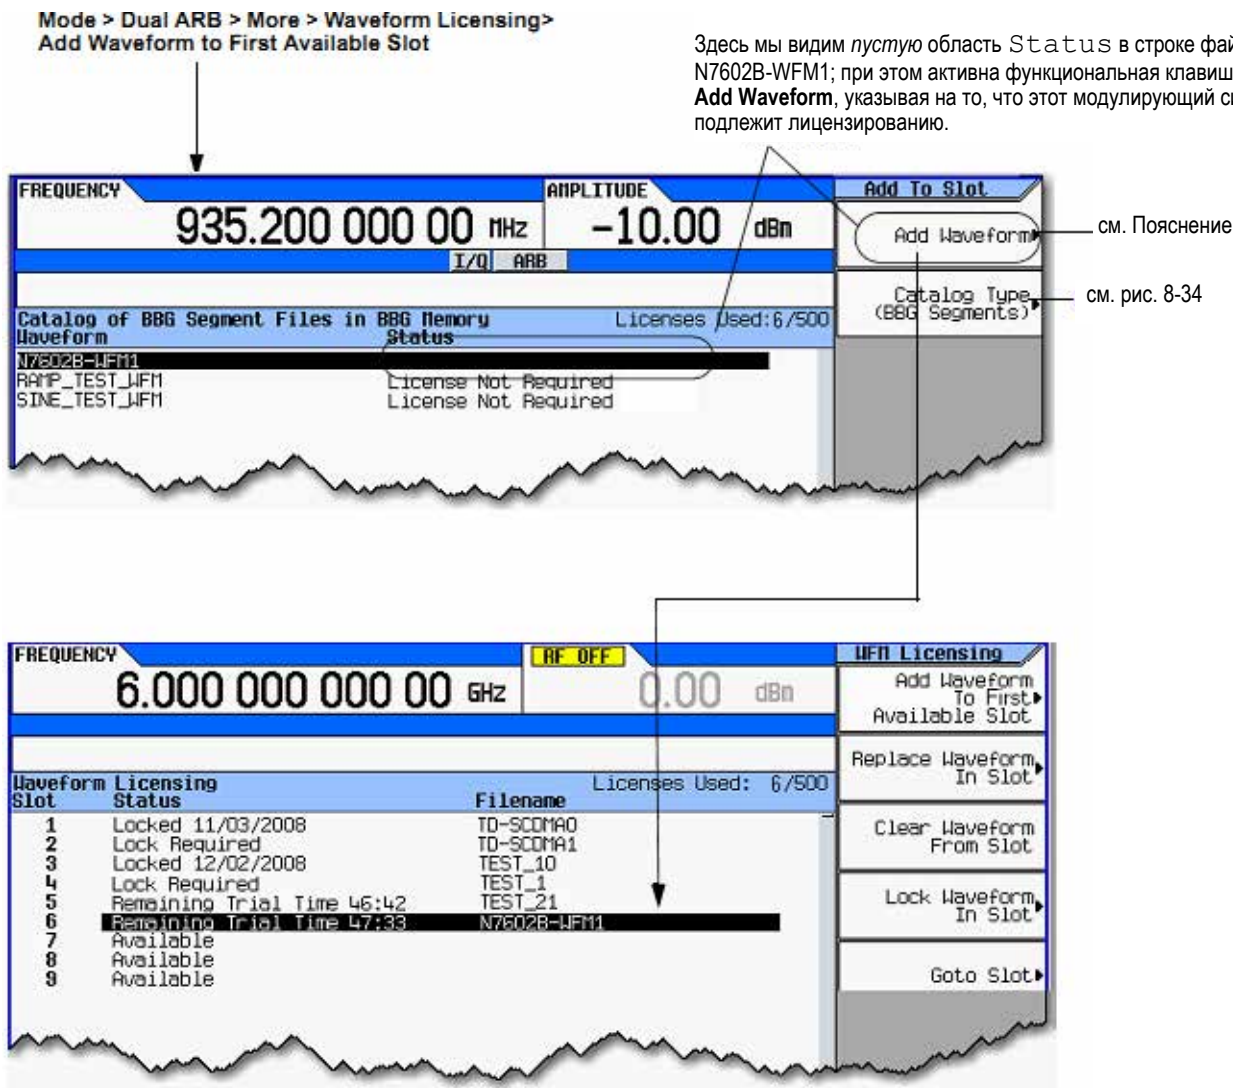 Mode > Dual ARB > More > Waveform Licensing>
Add Waveform to First Available Slot
Здесь мы видим пустую область Status в строке фай
N7602B-WFM1; при этом активна функциональная клавиш
Add Waveform, указывая на то, что этот модулирующий си
подлежит лицензированию.
FREQUENCY AMPLITUDE Add To Slot
935.200 000 00 MHz -10.00 dBm Add Waveform см. Пояснение
I/Q ARB
Catalog Type
(BBG Segments) см. рис. 8-34
Catalog of BBG Segment Files in BBG Memory Licenses Used:6/500
Waveform Status
N7602B-WFM1
RAMP_TEST_WFM License Not Required
SINE_TEST_WFM License Not Required
FREQUENCY RF OFF WFM Licensing
6.000 000 000 00 GHz 0.00 dBm
Add Waveform
To First
Available Slot
Replace Waveform
In Slot
Clear Waveform
From Slot
Lock Waveform
In Slot
Goto Slot
Waveform Licensing Licenses Used: 6/500
Slot Status Filename
1 Locked 11/03/2008 TD-SCDMA0
2 Lock Required TD-SCDMA1
3 Locked 12/02/2008 TEST_10
4 Lock Required TEST_1
5 Remaining Trial Time 46:42 TEST_21
6 Remaining Trial Time 47:33 N7602B-WFM1
7 Available
8 Available
9 Available